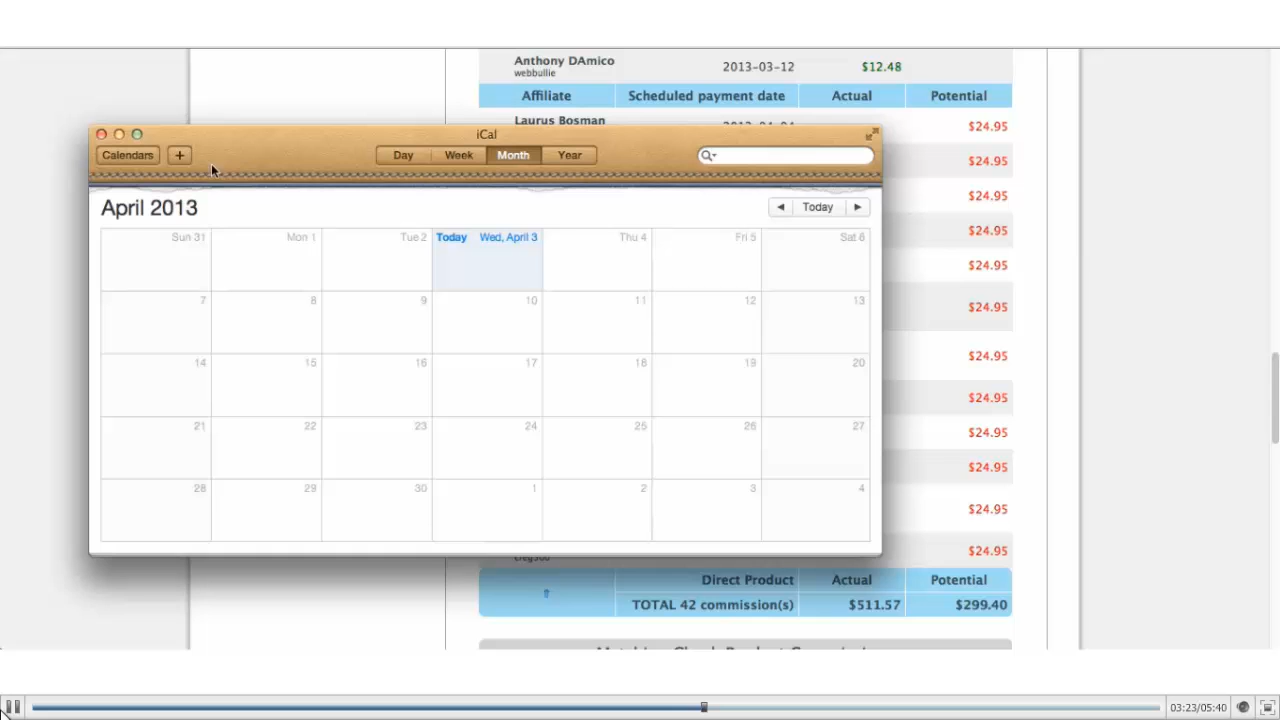 Anthony DAmico
webbullie
2013-03-12
$12.48
Affiliate Scheduled payment date Actual Potential
Laurus Bosman
$24.95
iCal
Calendars + Day Week Month Year
$24.95
$24.95
April 2013
Today
$24.95
Sun 31 Mon 1 Tue 2 Today Wed, April 3 Thu 4 Fri 5 Sat 6
$24.95
7 8 9 10 11 12 13
$24.95
$24.95
14 15 16 17 18 19 20
$24.95
21 22 23 24 25 26 27
$24.95
$24.95
28 29 30 1 2 3 4
$24.95
$24.95
Direct Product Actual Potential
TOTAL 42 commission(s) $511.57 $299.40
03:23/05:40